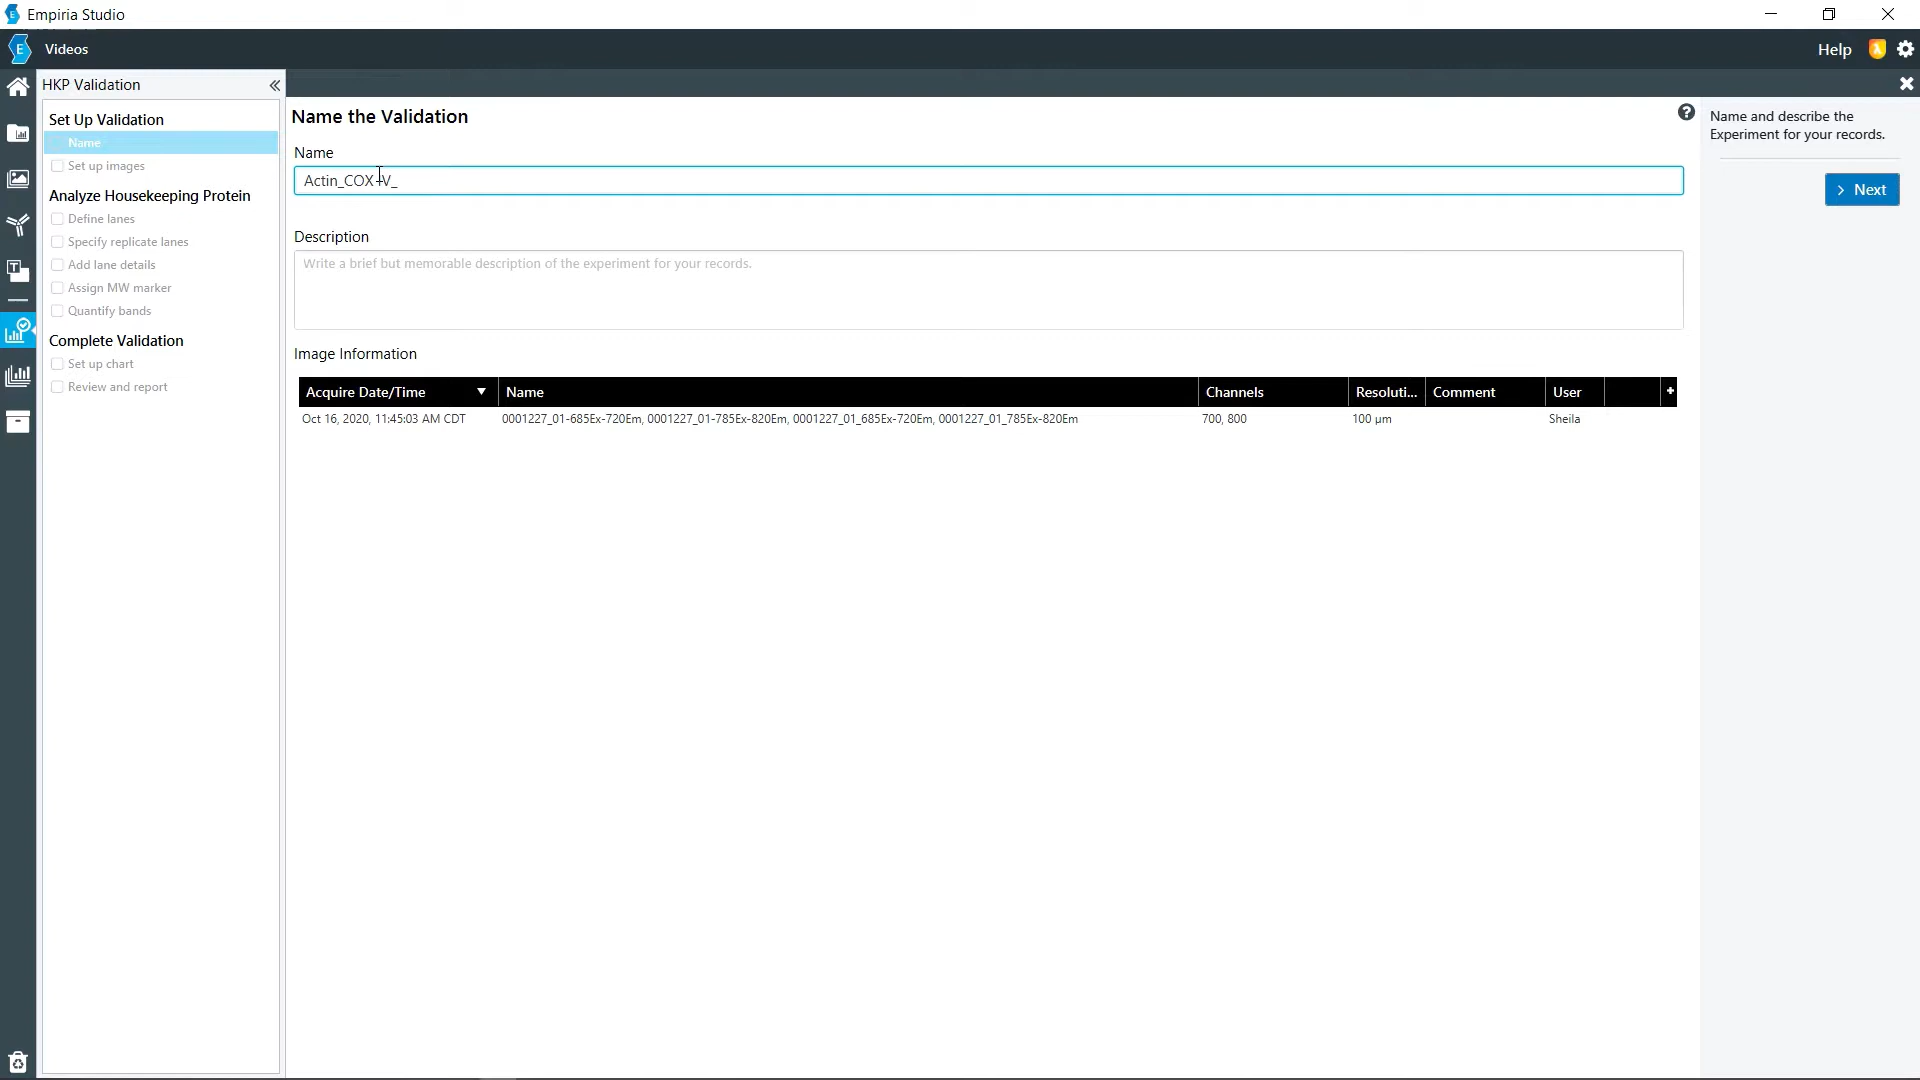 Empiria Studio
Videos
Help
HKP Validation
Set Up Validation
Name
Set up images
Analyze Housekeeping Protein
Define lanes
Specify replicate lanes
Add lane details
Assign MW marker
Quantify bands
Complete Validation
Set up chart
Review and report
Name the Validation
Name
Description
Write a brief but memorable description of the experiment for your records.
Image Information
Acquire Date/Time Name Channels Resoluti... Comment User
Oct 16, 2020, 11:45:03 AM CDT 0001227_01-685Ex-720Em, 0001227_01-785Ex-820Em, 0001227_01_685Ex-720Em, 0001227_01_785Ex-820Em 700, 800 100 µm Sheila
Name and describe the
Experiment for your records.
Next